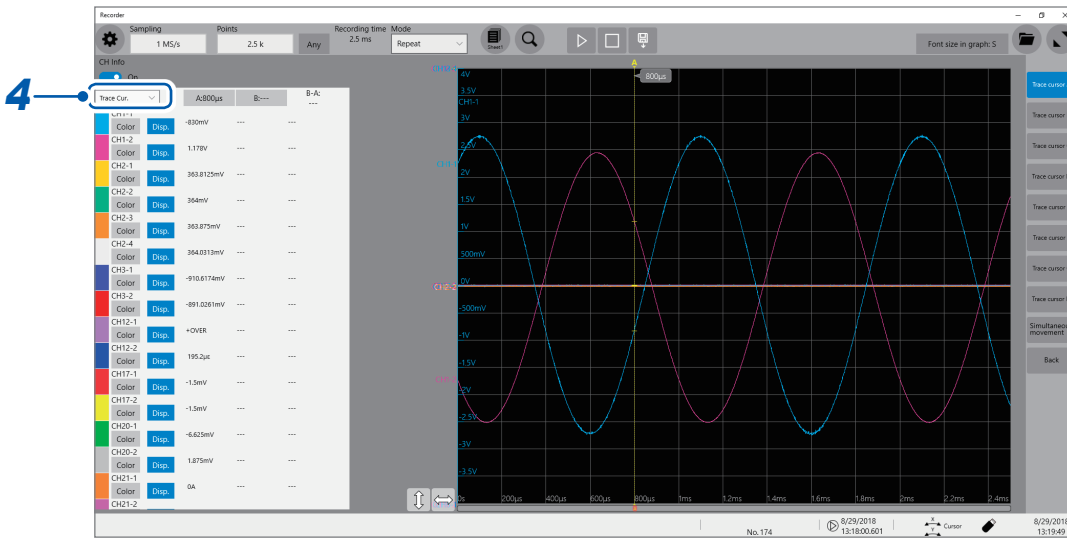 Recorder
Sampling Points Recording time Mode
1 MS/s 2.5 k Any 2.5 ms Repeat Sheet1 Font size in graph: S
CH Info
On
4
Trace Cur. A:800µs B:--- B-A: ---
CH1-1
Color Disp. -830mV --- ---
CH1-2
Color Disp. 1.178V --- ---
CH2-1
Color Disp. 363.8125mV --- ---
CH2-2
Color Disp. 364mV --- ---
CH2-3
Color Disp. 363.875mV --- ---
CH2-4
Color Disp. 364.0313mV --- ---
CH3-1
Color Disp. -910.6174mV --- ---
CH3-2
Color Disp. -891.0261mV --- ---
CH12-1
Color Disp. +OVER --- ---
CH12-2
Color Disp. 195.2µε --- ---
CH17-1
Color Disp. -1.5mV --- ---
CH17-2
Color Disp. -1.5mV --- ---
CH20-1
Color Disp. -6.625mV --- ---
CH20-2
Color Disp. 1.875mV --- ---
CH21-1
Color Disp. 0A --- ---
CH21-2
A
800µs
4V
3.5V
CH1-1
3V
2.5V
2V
1.5V
1V
500mV
0V
-500mV
-1V
-1.5V
-2V
-2.5V
-3V
-3.5V
0s 200µs 400µs 600µs 800µs 1ms 1.2ms 1.4ms 1.6ms 1.8ms 2ms 2.2ms 2.4ms
Trace cursor
Trace cursor
Trace cursor
Trace cursor
Trace cursor
Trace cursor
Trace cursor
Trace cursor
Simultaneou
movement
Back
No. 174
8/29/2018
13:18:00.601
X
Y
Cursor
8/29/2018
13:19:49